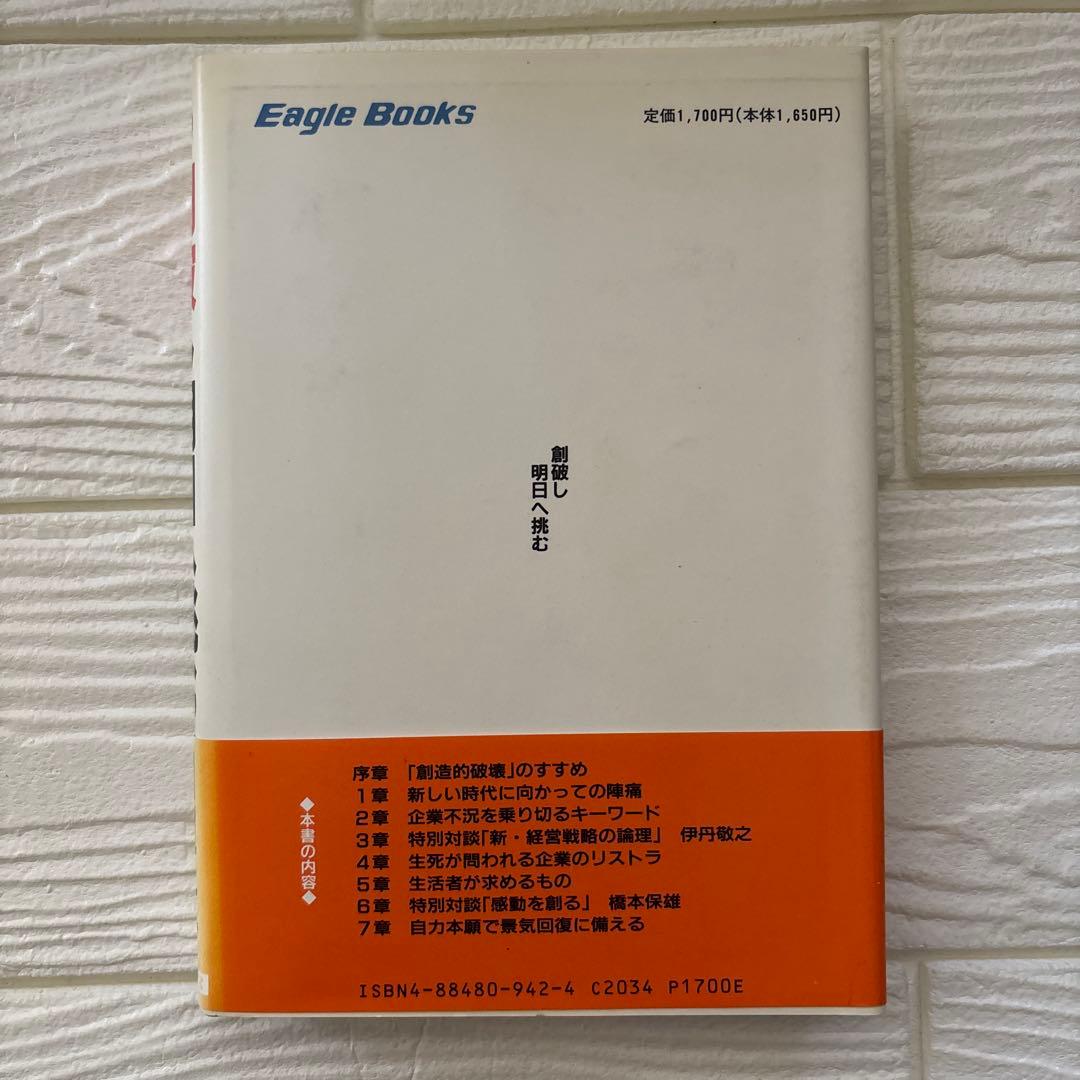 Eagle Books
定価1,700円(本体1,650円)
創破し
明日へ挑む
◆本書の内容◆
序章 「創造的破壊」のすすめ
1章 新しい時代に向かっての陣痛
2章 企業不況を乗り切るキーワード
3章 特別対談「新・経営戦略の論理」 伊丹敬之
4章 生死が問われる企業のリストラ
5章 生活者が求めるもの
6章 特別対談「感動を創る」 橋本保雄
7章 自力本願で景気回復に備える
ISBN4-88480-942-4 C2034 P1700E